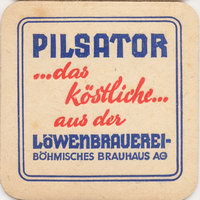 PILSATOR
...das
köstliche...
aus der
LÖWENBRAUEREI-
BÖHMISCHES BRAUHAUS AG